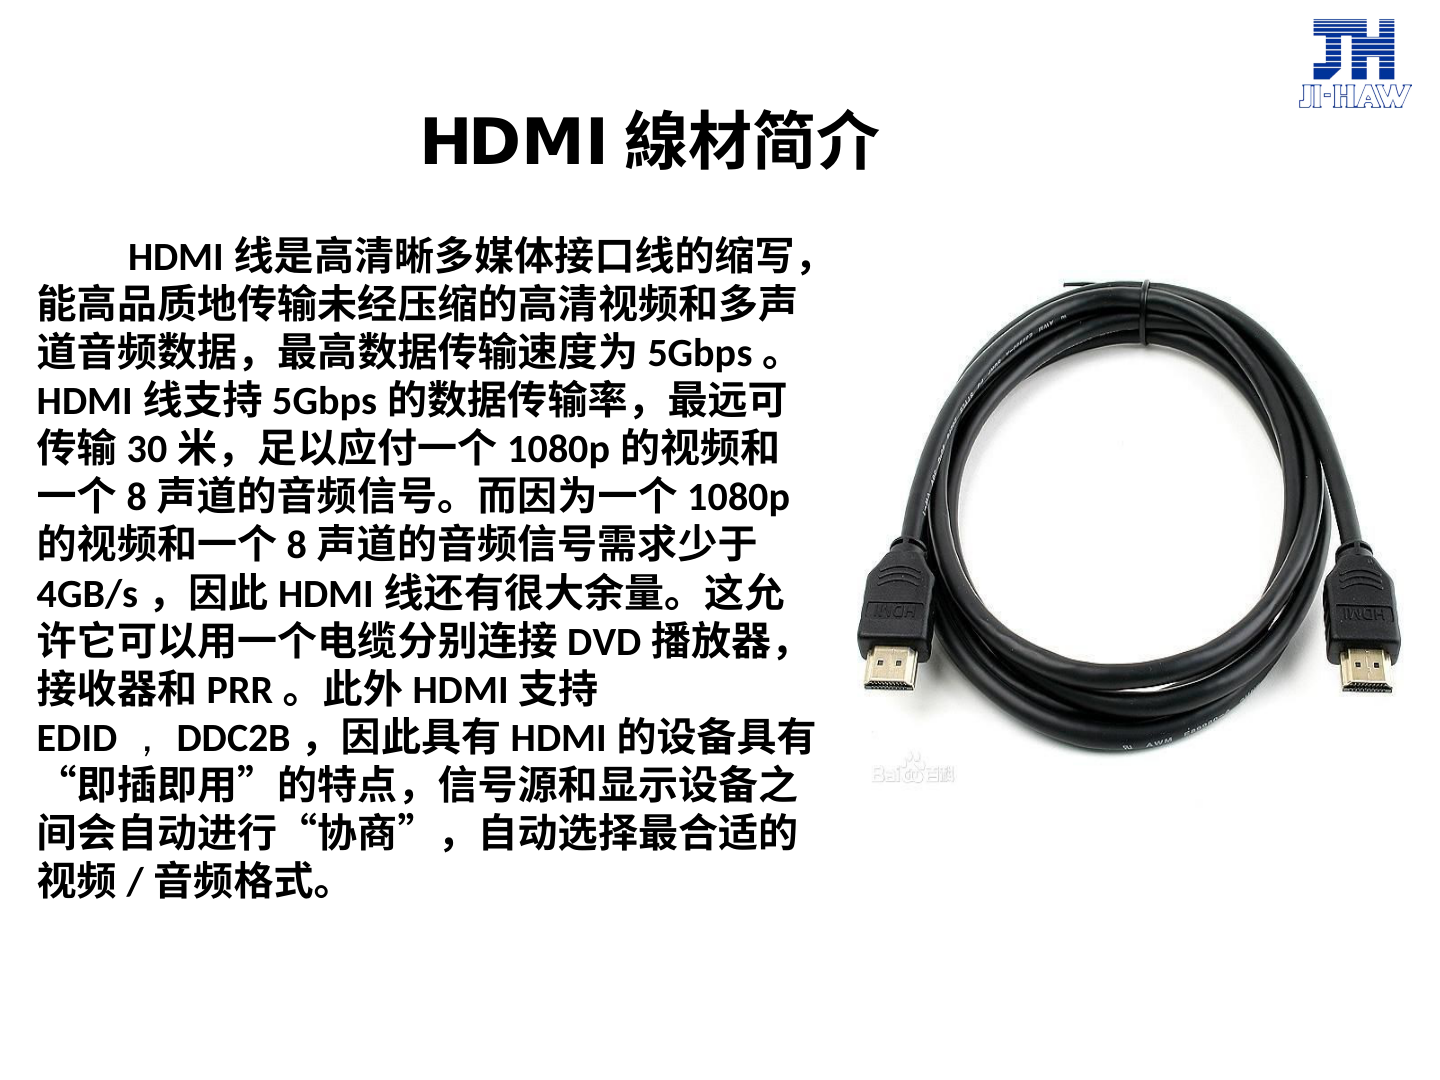 JI-HAW
HDMI 線材简介
HDMI 线是高清晰多媒体接口线的缩写，
能高品质地传输未经压缩的高清视频和多声
道音频数据，最高数据传输速度为 5Gbps 。
HDMI 线支持 5Gbps 的数据传输率，最远可
传输 30 米，足以应付一个 1080p 的视频和
一个 8 声道的音频信号。而因为一个 1080p
的视频和一个 8 声道的音频信号需求少于
4GB/s ，因此 HDMI 线还有很大余量。这允
许它可以用一个电缆分别连接 DVD 播放器，
接收器和 PRR 。此外 HDMI 支持
EDID ，DDC2B ，因此具有 HDMI 的设备具有
“即插即用”的特点，信号源和显示设备之
间会自动进行“协商”，自动选择最合适的
视频 / 音频格式。
HDMI
HDMI
AWM
Bai百科